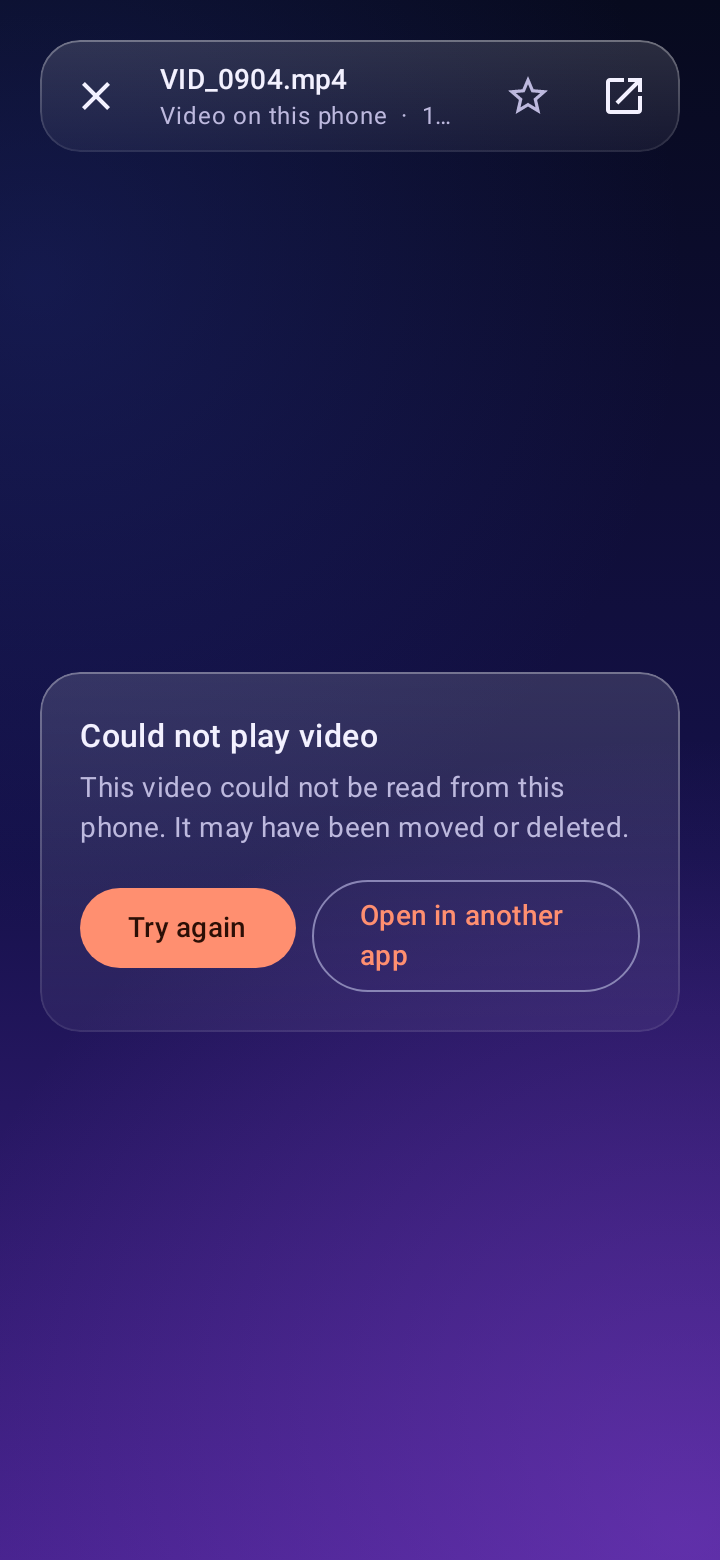 VID_0904.mp4
Video on this phone · 1…
Could not play video
This video could not be read from this
phone. It may have been moved or deleted.
Try again
Open in another
app